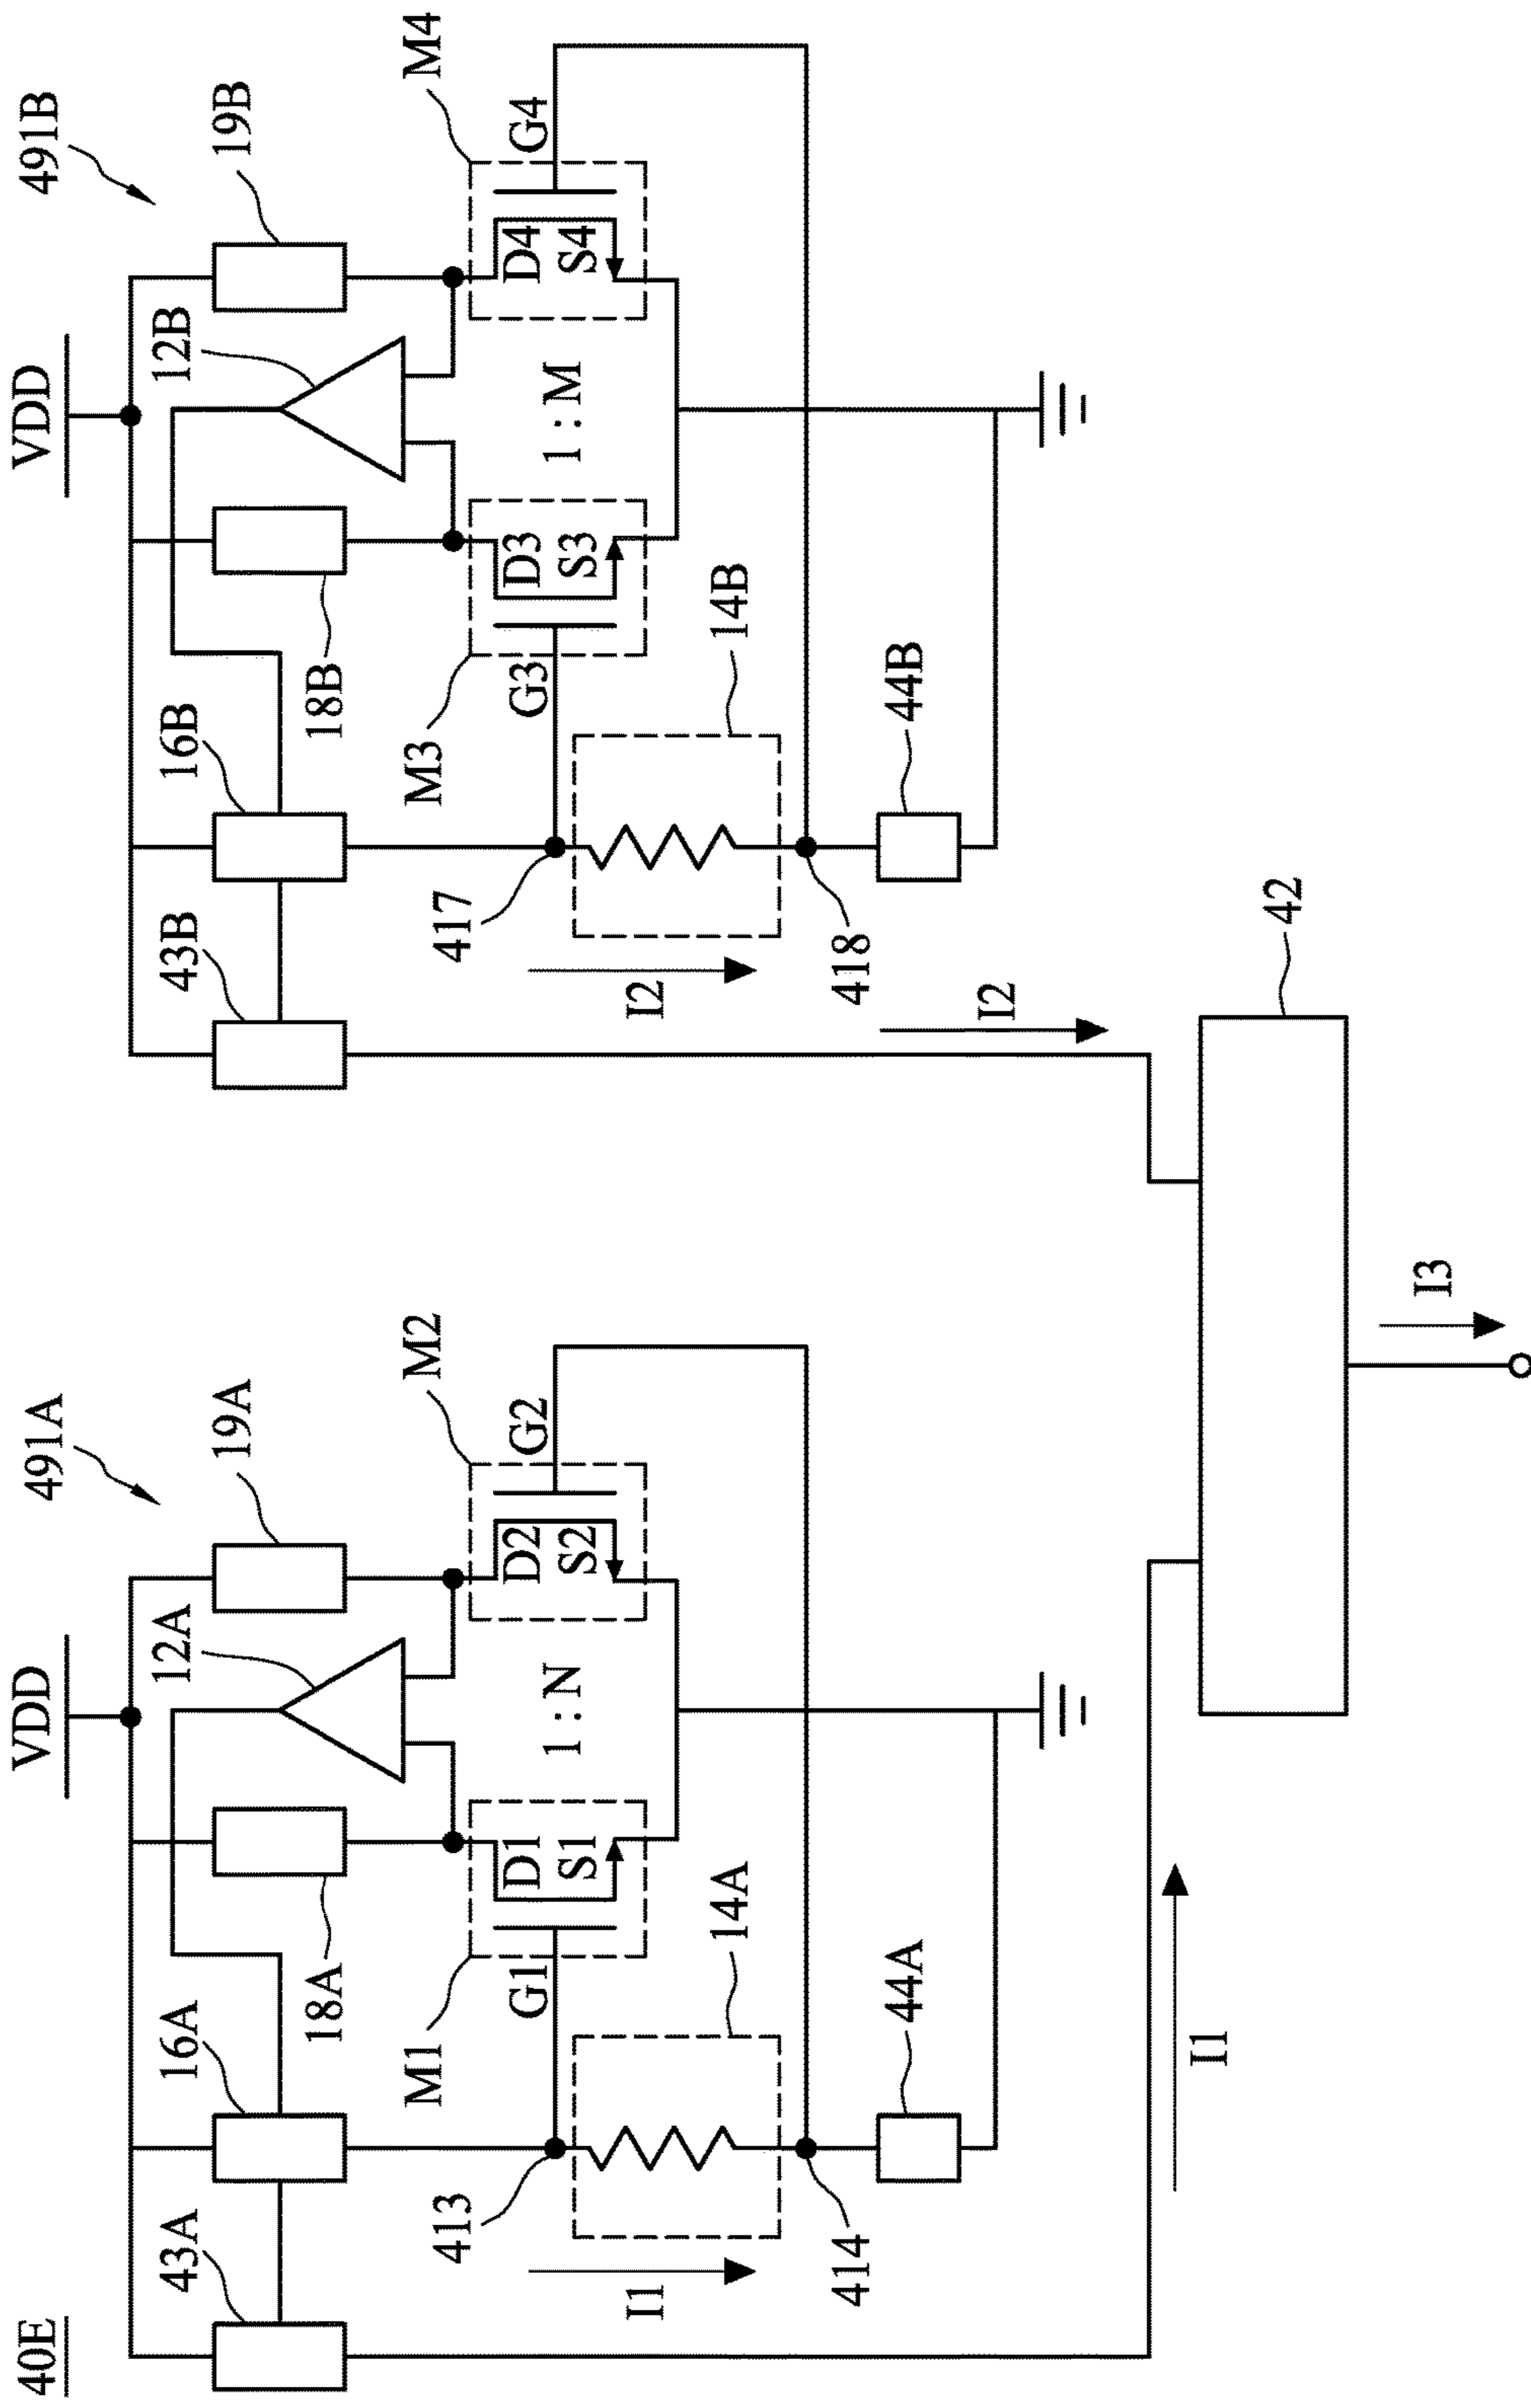 40E
VDD
491A
VDD
491B
43A
16A
12A
19A
43B
16B
12B
19B
18A
18B
M1
M2
M3
M4
413
G1
D1
S1
1 : N
D2
S2
G2
417
G3
D3
S3
1 : M
D4
S4
G4
I1
14A
I2
14B
414
44A
418
44B
I2
I1
42
I3